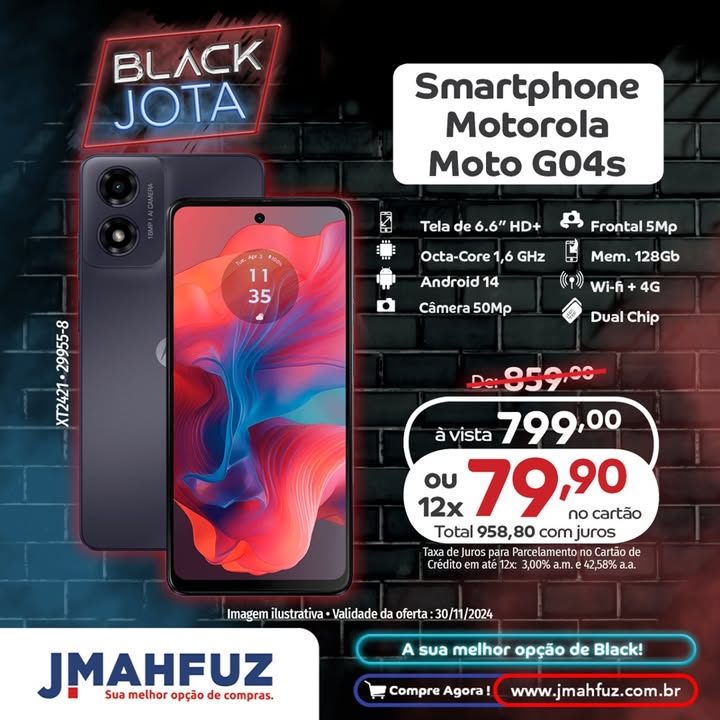 BLACK
JOTA
Smartphone
Motorola
Moto G04s
Tela de 6.6" HD+
Octa-Core 1,6 GHz
Android 14
Câmera 50Mp
Frontal 5Mp
Mem. 128Gb
Wi-fi + 4G
Dual Chip
Tue, Apr 2 100%
11
35
XT2421 • 29955-8
De: 859,00
à vista 799,00
ou
12x 79,90
no cartão
Total 958,80 com juros
Taxa de Juros para Parcelamento no Cartão de
Crédito em até 12x: 3,00% a.m. e 42,58% a.a.
Imagem ilustrativa • Validade da oferta : 30/11/2024
JMAHFUZ
Sua melhor opção de compras.
A sua melhor opção de Black!
Compre Agora !
www.jmahfuz.com.br